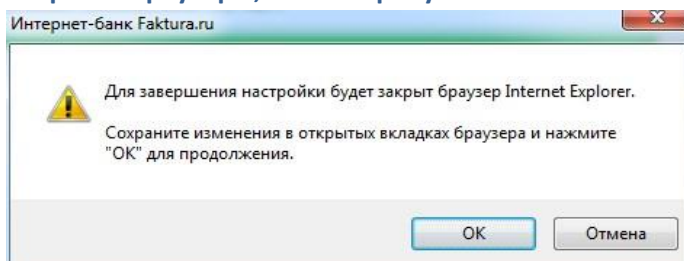 Интернет-банк Faktura.ru
Для завершения настройки будет закрыт браузер Internet Explorer.
Сохраните изменения в открытых вкладках браузера и нажмите
"ОК" для продолжения.
ОК
Отмена